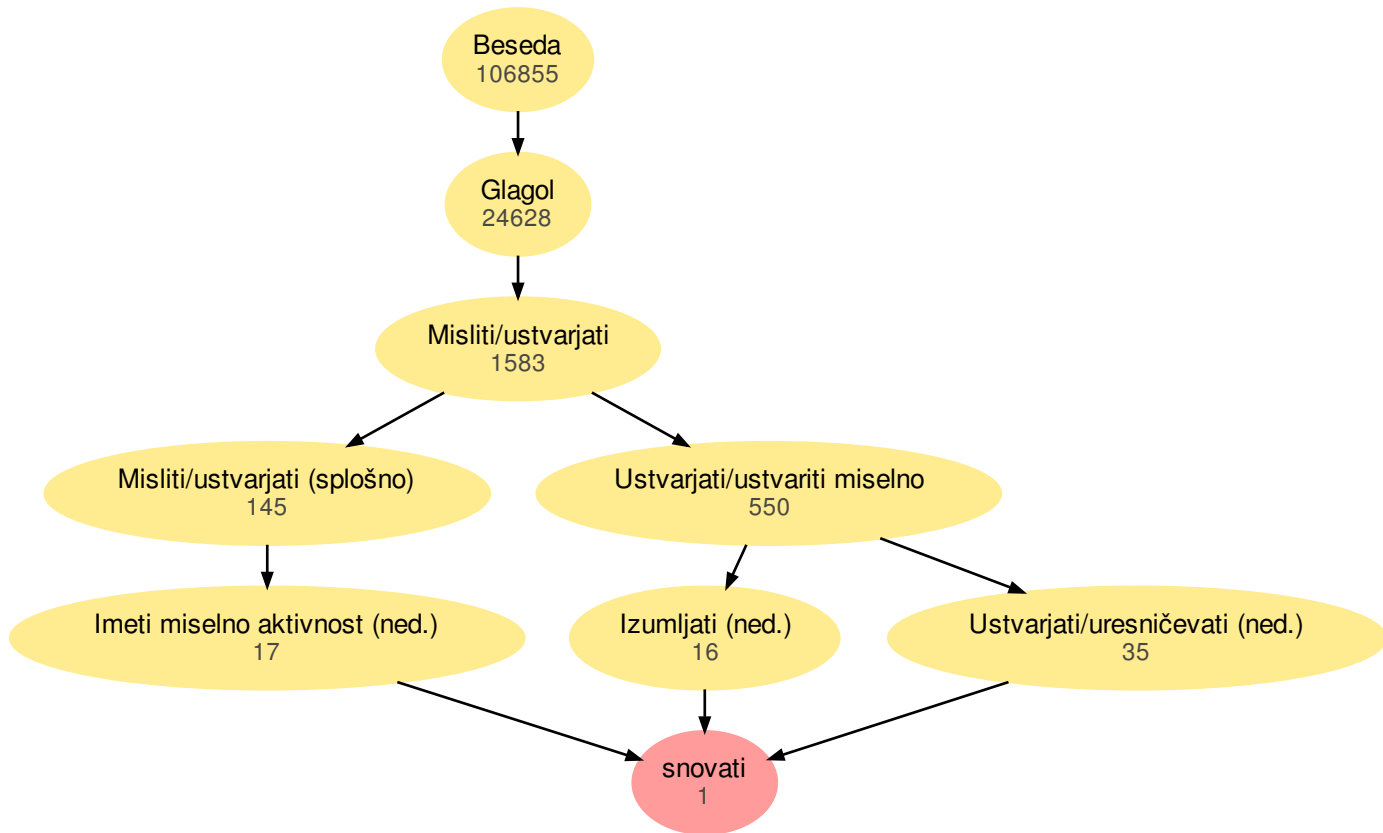 Beseda
106855
Glagol
24628
Misliti/ustvarjati
1583
Misliti/ustvarjati (splošno)
145
Ustvarjati/ustvariti miselno
550
Imeti miselno aktivnost (ned.)
17
Izumljati (ned.)
16
Ustvarjati/uresničevati (ned.)
35
snovati
1